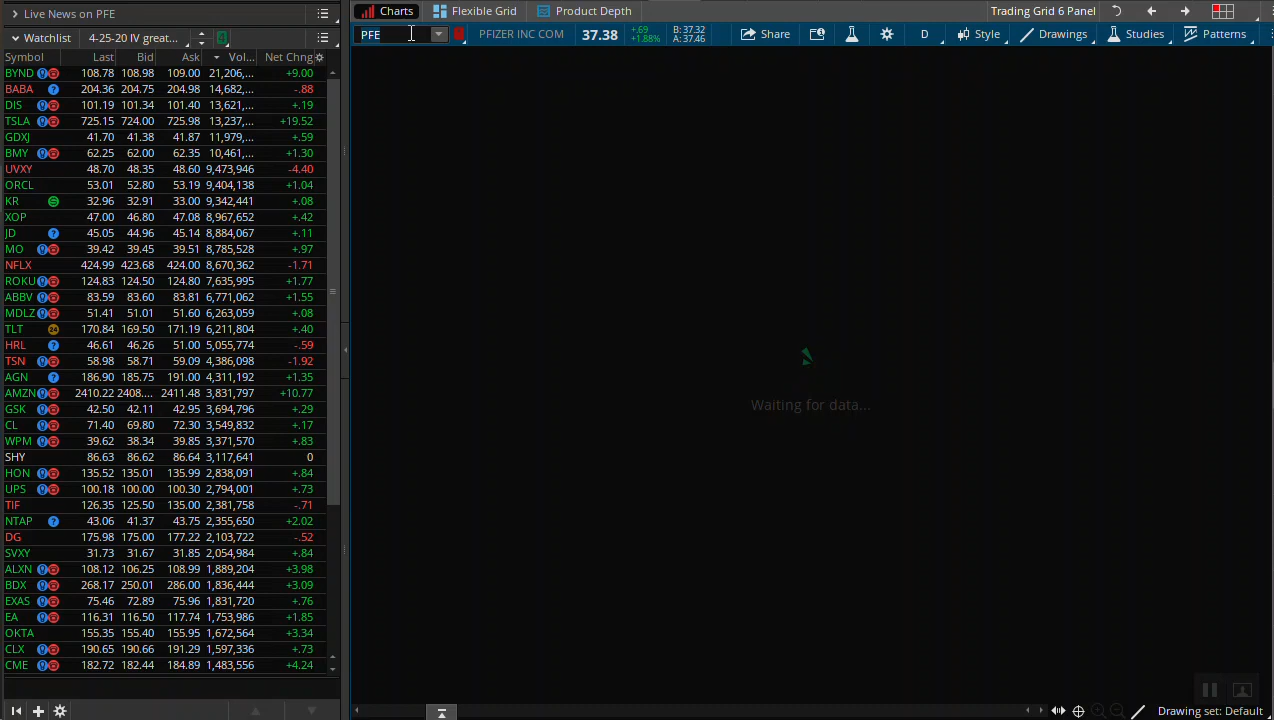 Live News on PFE
Charts Flexible Grid Product Depth Trading Grid 6 Panel
Watchlist 4-25-20 IV great... 4
PFE PFIZER INC COM 37.38 +.69 +1.88% B: 37.32 A: 37.46 Share D Style Drawings Studies Patterns
Symbol Last Bid Ask Vol... Net Chng
BYND 108.78 108.98 109.00 21,206,... +9.00
BABA ? 204.36 204.75 204.98 14,682,... -.88
DIS 101.19 101.34 101.40 13,621,... +.19
TSLA 725.15 724.00 725.98 13,237,... +19.52
GDXJ 41.70 41.38 41.87 11,979,... +.59
BMY 62.25 62.00 62.35 10,461,... +1.30
UVXY 48.70 48.35 48.60 9,473,946 -4.40
ORCL 53.01 52.80 53.19 9,404,138 +1.04
KR 32.96 32.91 33.00 9,342,441 +.08
XOP 47.00 46.80 47.08 8,967,652 +.42
JD ? 45.05 44.96 45.14 8,884,067 +.11
MO 39.42 39.45 39.51 8,785,528 +.97
NFLX 424.99 423.68 424.00 8,670,362 -1.71
ROKU 124.83 124.50 124.80 7,635,995 +1.77
ABBV 83.59 83.60 83.81 6,771,062 +1.55
MDLZ 51.41 51.01 51.60 6,263,059 +.08
TLT 24 170.84 169.50 171.19 6,211,804 +.40
HRL ? 46.61 46.26 51.00 5,055,774 -.59
TSN 58.98 58.71 59.09 4,386,098 -1.92
AGN ? 186.90 185.75 191.00 4,311,192 +1.35
AMZN 2410.22 2408.... 2411.48 3,831,797 +10.77
GSK 42.50 42.11 42.95 3,694,796 +.29
CL 71.40 69.80 72.30 3,549,832 +.17
WPM 39.62 38.34 39.85 3,371,570 +.83
SHY 86.63 86.62 86.64 3,117,641 0
HON 135.52 135.01 135.99 2,838,091 +.84
UPS 100.18 100.00 100.30 2,794,001 +.73
TIF 126.35 125.50 135.00 2,381,758 -.71
NTAP ? 43.06 41.37 43.75 2,355,650 +2.02
DG 175.98 175.00 177.22 2,103,722 -.52
SVXY 31.73 31.67 31.85 2,054,984 +.84
ALXN 108.12 106.25 108.99 1,889,204 +3.98
BDX 268.17 250.01 286.00 1,836,444 +3.09
EXAS 75.46 72.89 75.96 1,831,720 +.76
EA 116.31 116.50 117.74 1,753,986 +1.85
OKTA 155.35 155.40 155.95 1,672,564 +3.34
CLX 190.65 190.66 191.29 1,597,336 +.73
CME 182.72 182.44 184.89 1,483,556 +4.24
Waiting for data...
Drawing set: Default